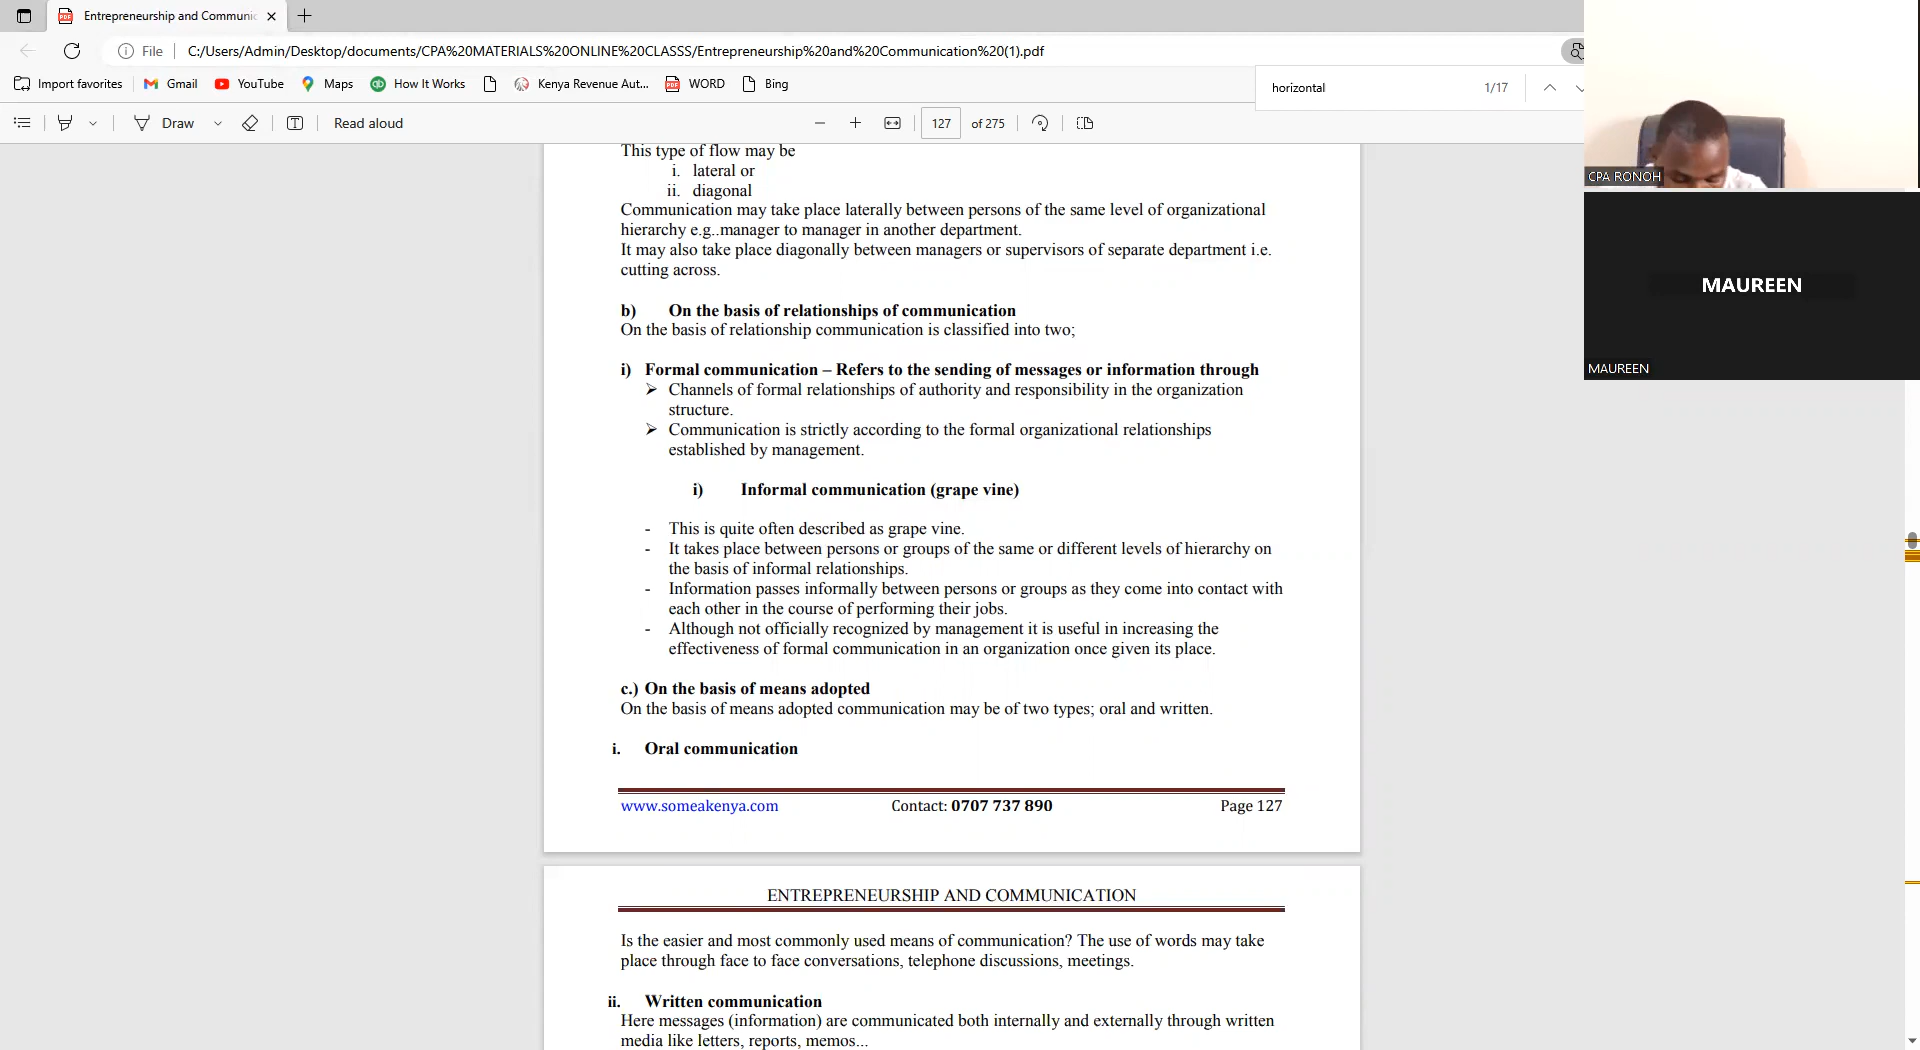 Entrepreneurship and Communic
File
C:/Users/Admin/Desktop/documents/CPA%20MATERIALS%20ONLINE%20CLASSS/Entrepreneurship%20and%20Communication%20(1).pdf
Import favorites
Gmail
YouTube
Maps
How It Works
Kenya Revenue Aut...
WORD
Bing
horizontal
1/17
Draw
Read aloud
127
of 275
CPA RONOH
MAUREEN
MAUREEN
This type of flow may be
i. lateral or
ii. diagonal
Communication may take place laterally between persons of the same level of organizational
hierarchy e.g..manager to manager in another department.
It may also take place diagonally between managers or supervisors of separate department i.e.
cutting across.
b) On the basis of relationships of communication
On the basis of relationship communication is classified into two;
i) Formal communication – Refers to the sending of messages or information through
➢ Channels of formal relationships of authority and responsibility in the organization
structure.
➢ Communication is strictly according to the formal organizational relationships
established by management.
i) Informal communication (grape vine)
- This is quite often described as grape vine.
- It takes place between persons or groups of the same or different levels of hierarchy on
the basis of informal relationships.
- Information passes informally between persons or groups as they come into contact with
each other in the course of performing their jobs.
- Although not officially recognized by management it is useful in increasing the
effectiveness of formal communication in an organization once given its place.
c.) On the basis of means adopted
On the basis of means adopted communication may be of two types; oral and written.
i. Oral communication
www.someakenya.com Contact: 0707 737 890 Page 127
ENTREPRENEURSHIP AND COMMUNICATION
Is the easier and most commonly used means of communication? The use of words may take
place through face to face conversations, telephone discussions, meetings.
ii. Written communication
Here messages (information) are communicated both internally and externally through written
media like letters, reports, memos...